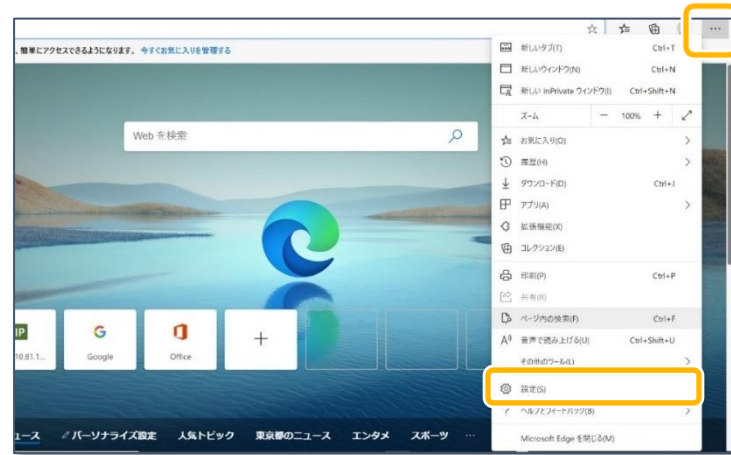 、簡単にアクセスできるようになります。 今すぐお気に入りを管理する
Web を検索
IP
10.81.1...
Google
Office
ュース パーソナライズ設定 人気トピック 東京都のニュース エンタメ スポーツ ...
新しいタブ(T) Ctrl+T
新しいウィンドウ(N) Ctrl+N
新しい InPrivate ウィンドウ(I) Ctrl+Shift+N
ズーム 100%
お気に入り(O)
履歴(H)
ダウンロード(D) Ctrl+J
アプリ(A)
拡張機能(X)
コレクション(E)
印刷(P) Ctrl+P
共有(R)
ページ内の検索(F) Ctrl+F
音声で読み上げる(U) Ctrl+Shift+U
その他のツール(L)
設定(S)
ヘルプとフィードバック(B)
Microsoft Edge を閉じる(M)